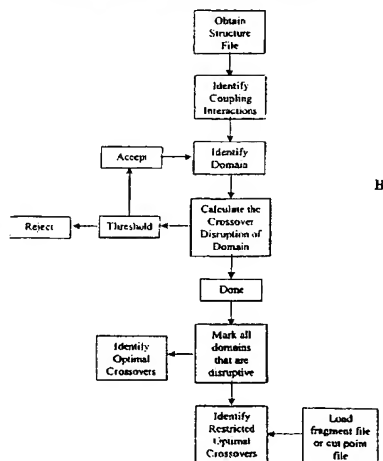 Obtain
Structure
File
Identify
Coupling
Interactions
Accept
Identify
Domain
H
Reject
Threshold
Calculate the
Crossover
Disruption of
Domain
Done
Identify
Optimal
Crossovers
Mark all
domains
that are
disruptive
Identify
Restricted
Optimal
Crossovers
Load
fragment file
or cut point
file